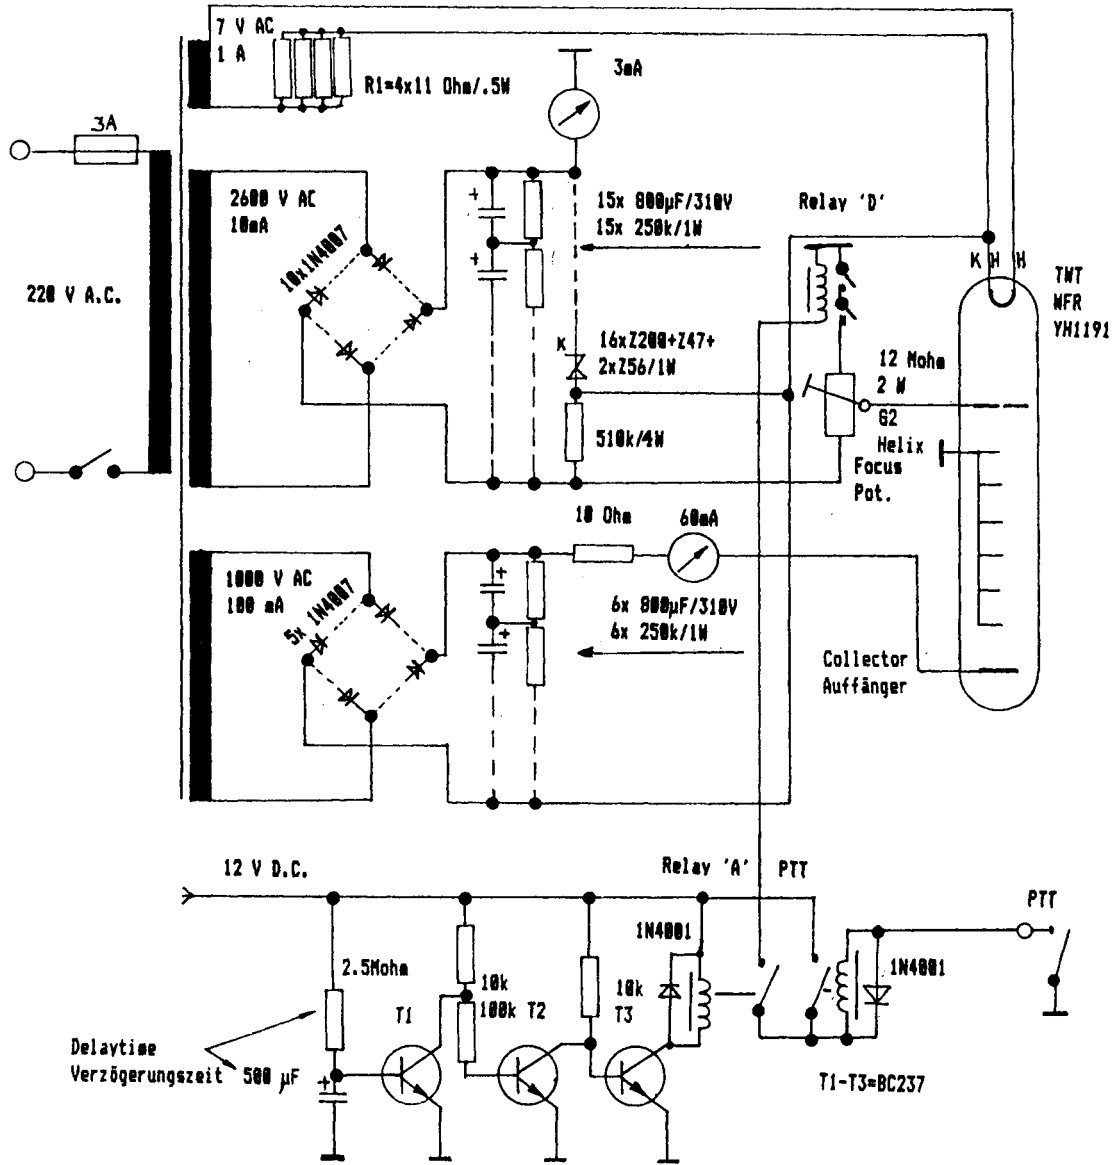 7 V AC
1 A
R1=4x11 Ohm/.5W
3mA
3A
2600 V AC
10mA
10x1N4007
+
+
15x 800µF/310V
15x 250k/1W
Relay 'D'
K H H
TWT
WFR
YH1191
220 V A.C.
K
16xZ200+Z47+
2xZ56/1W
12 Mohm
2 W
G2
Helix
Focus
Pot.
510k/4W
10 Ohm
60mA
1000 V AC
100 mA
5x 1N4007
+
+
6x 800µF/310V
6x 250k/1W
Collector
Auffänger
12 V D.C.
Relay 'A'
PTT
PTT
1N4001
1N4001
2.5Mohm
10k
100k
T1
T2
10k
T3
Delaytime
Verzögerungszeit
500 µF
+
T1-T3=BC237